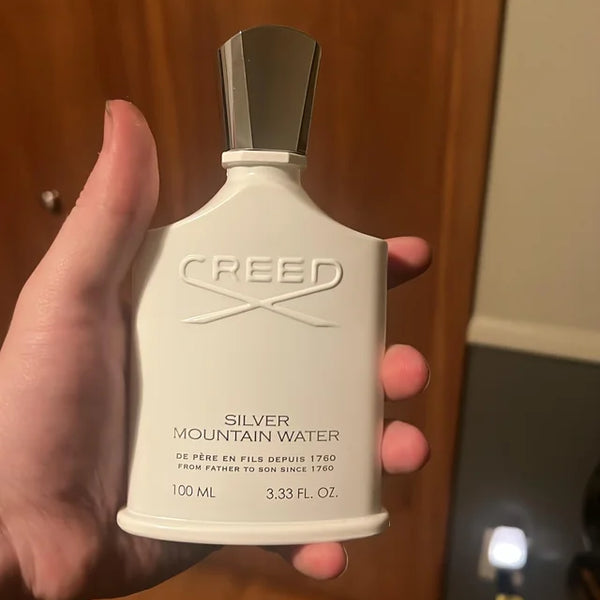 CREED
SILVER
MOUNTAIN WATER
DE PÈRE EN FILS DEPUIS 1760
FROM FATHER TO SON SINCE 1760
100 ML 3.33 FL. OZ.